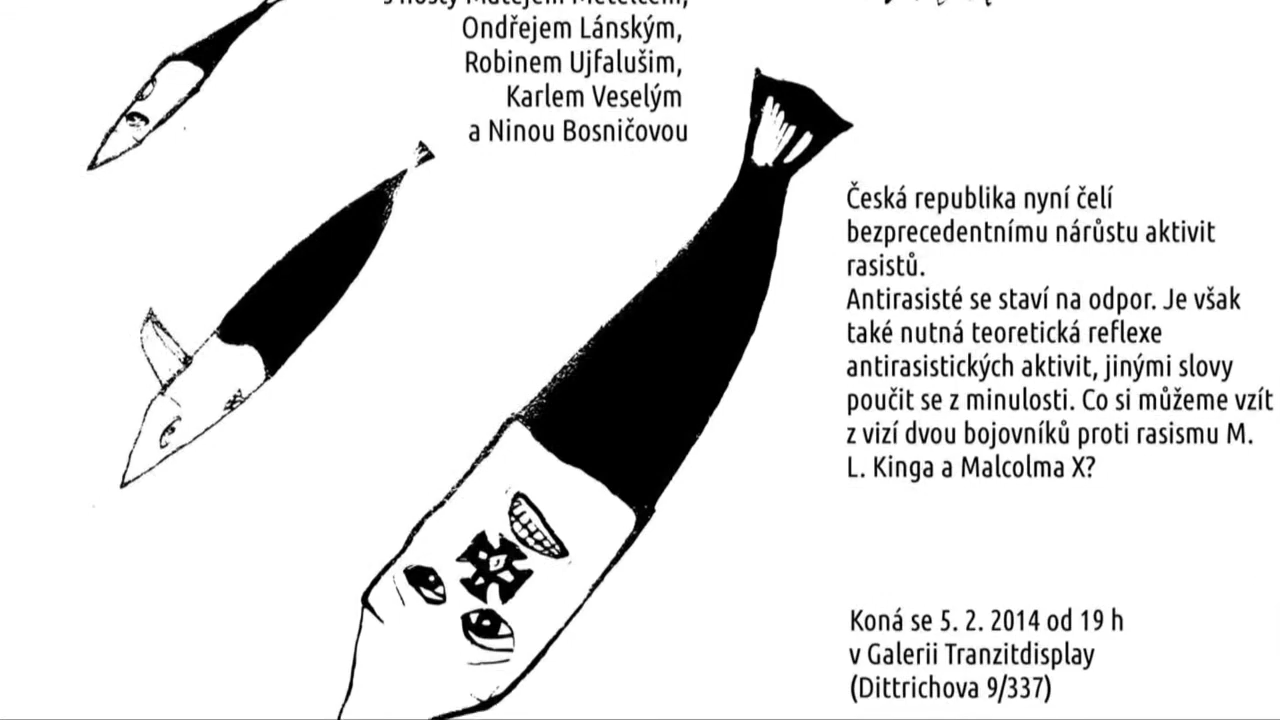 s hosty Matějem Metelcem,
Ondřejem Lánským,
Robinem Ujfalušim,
Karlem Veselým
a Ninou Bosničovou
Česká republika nyní čelí
bezprecedentnímu nárůstu aktivit
rasistů.
Antirasisté se staví na odpor. Je však
také nutná teoretická reflexe
antirasistických aktivit, jinými slovy
poučit se z minulosti. Co si můžeme vzít
z vizí dvou bojovníků proti rasismu M.
L. Kinga a Malcolma X?
Koná se 5. 2. 2014 od 19 h
v Galerii Tranzitdisplay
(Dittrichova 9/337)